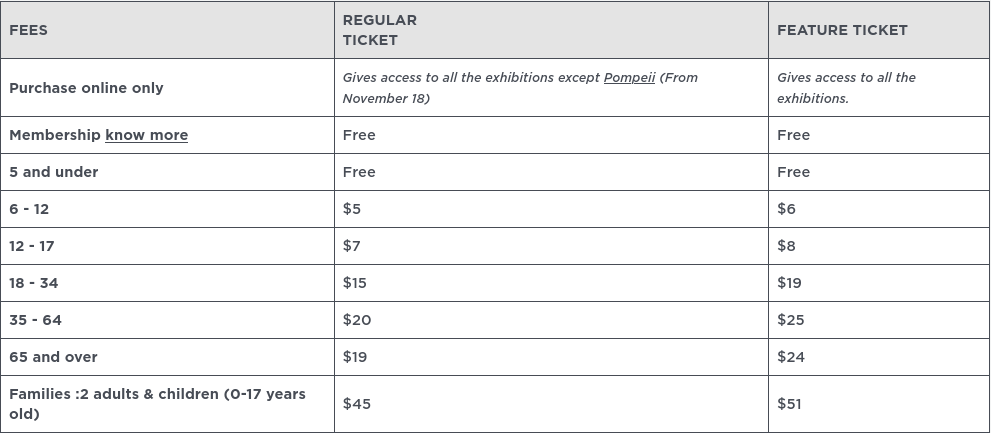 FEES
REGULAR
TICKET
FEATURE TICKET
Purchase online only
Gives access to all the exhibitions except Pompeii (From
November 18)
Gives access to all the
exhibitions.
Membership know more
Free
Free
5 and under
Free
Free
6 - 12
$5
$6
12 - 17
$7
$8
18 - 34
$15
$19
35 - 64
$20
$25
65 and over
$19
$24
Families :2 adults & children (0-17 years
old)
$45
$51